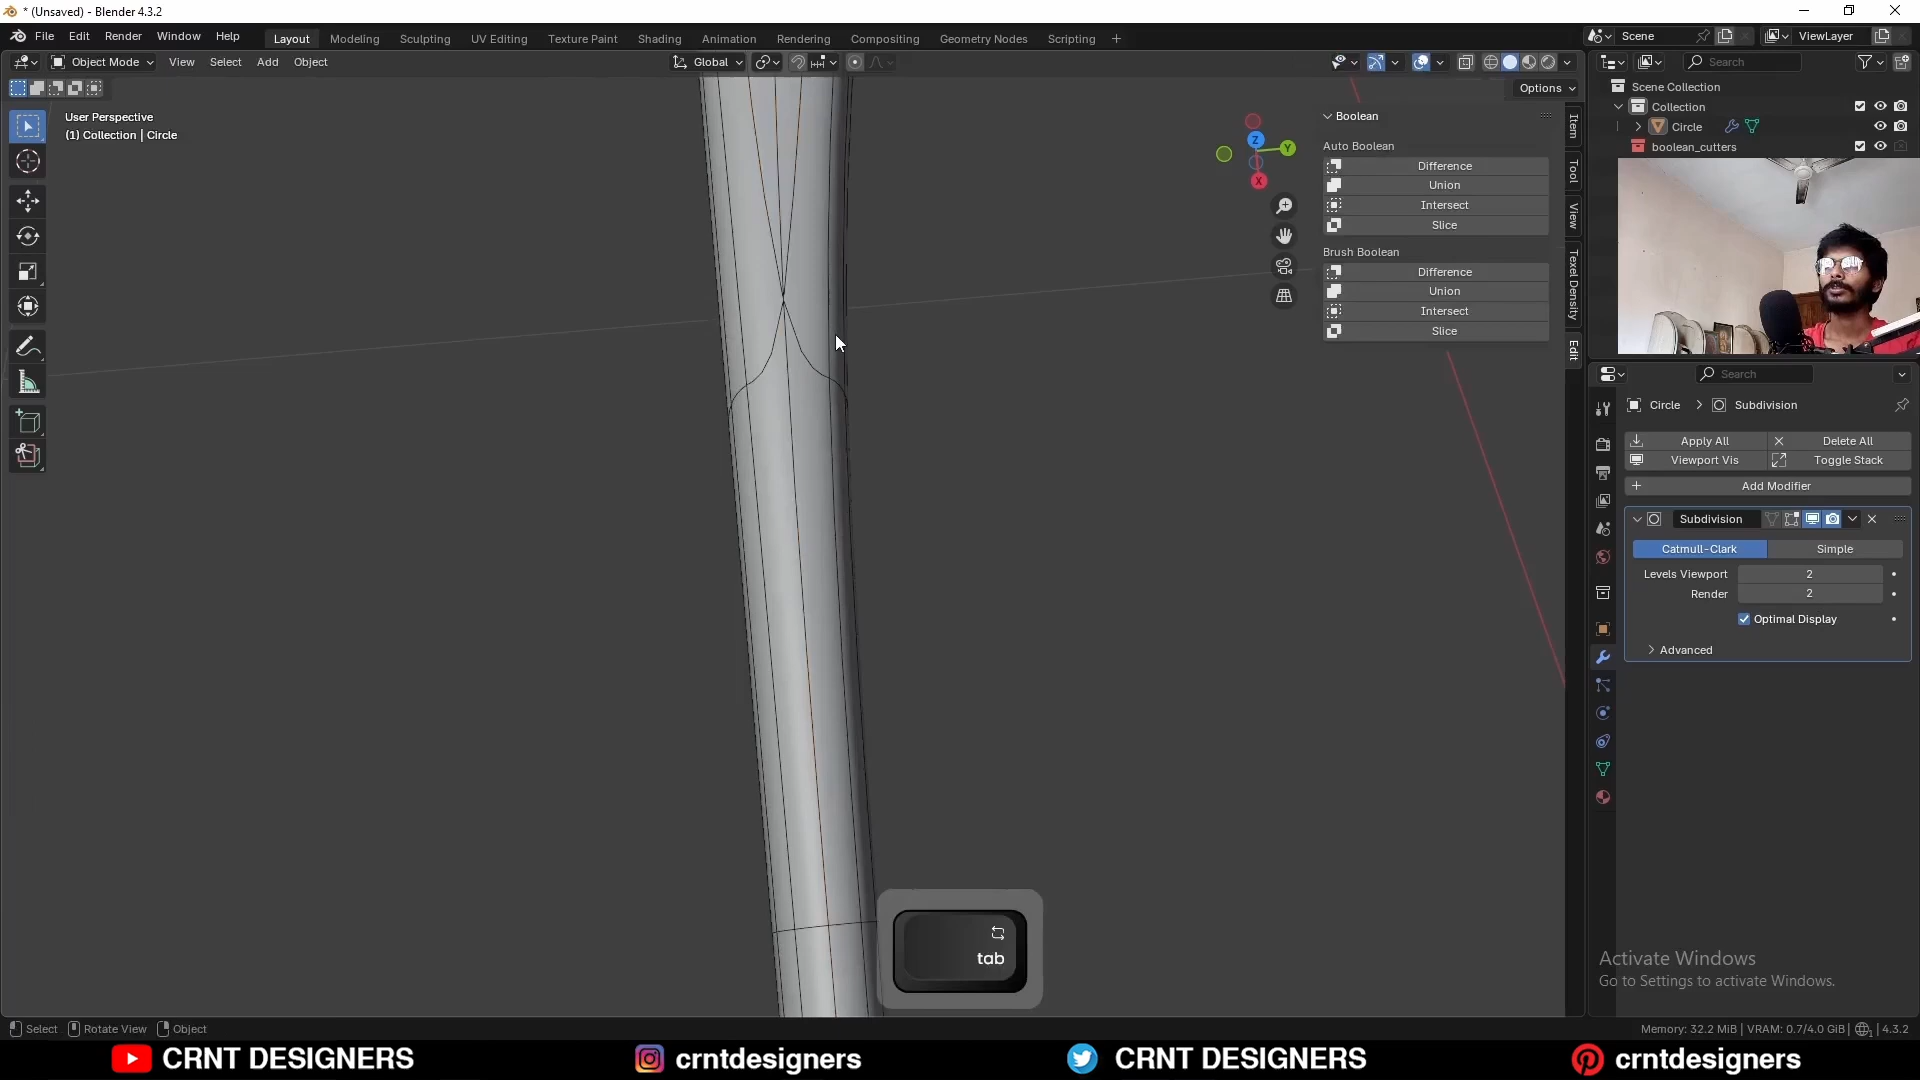 * (Unsaved) - Blender 4.3.2
File Edit Render Window Help
Layout Modeling Sculpting UV Editing Texture Paint Shading Animation Rendering Compositing Geometry Nodes Scripting +
Scene
ViewLayer
Object Mode View Select Add Object
Global
Search
Options
Scene Collection
Collection
Circle
boolean_cutters
User Perspective
(1) Collection | Circle
Z
Y
X
Boolean
Auto Boolean
Difference
Union
Intersect
Slice
Brush Boolean
Difference
Union
Intersect
Slice
Item
Tool
View
Texel Density
Edit
Search
Circle > Subdivision
Apply All
Delete All
Viewport Vis
Toggle Stack
Add Modifier
Subdivision
Catmull-Clark
Simple
Levels Viewport 2
Render 2
Optimal Display
Advanced
tab
Activate Windows
Go to Settings to activate Windows.
Select Rotate View Object
Memory: 32.2 MiB | VRAM: 0.7/4.0 GiB | 4.3.2
CRNT DESIGNERS crntdesigners CRNT DESIGNERS crntdesigners